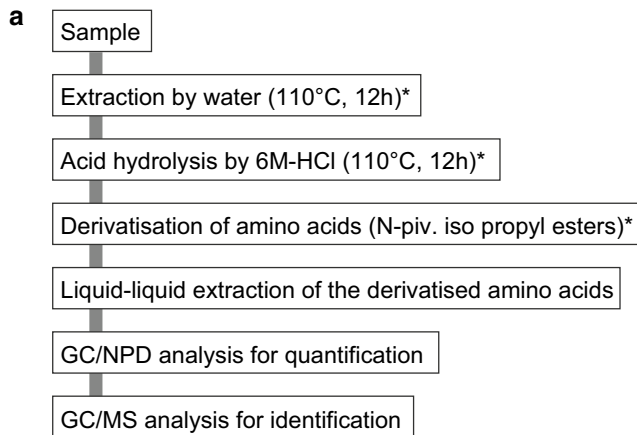 a
Sample
Extraction by water (110°C, 12h)*
Acid hydrolysis by 6M-HCl (110°C, 12h)*
Derivatisation of amino acids (N-piv. iso propyl esters)*
Liquid-liquid extraction of the derivatised amino acids
GC/NPD analysis for quantification
GC/MS analysis for identification